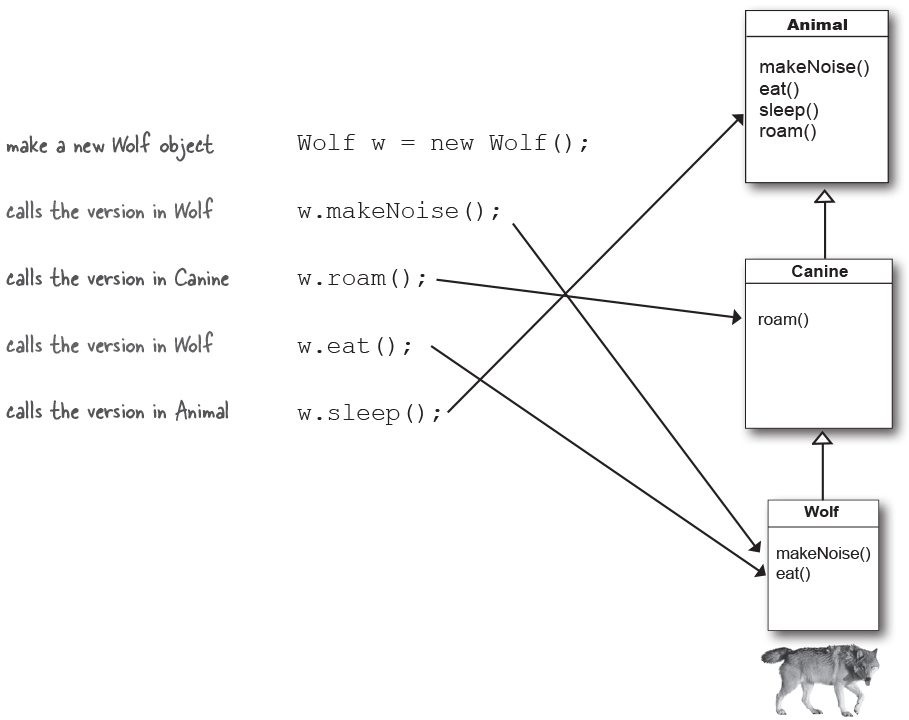 make a new Wolf object
Wolf w = new Wolf();
calls the version in Wolf
w.makeNoise();
calls the version in Canine
w.roam();
calls the version in Wolf
w.eat();
calls the version in Animal
w.sleep();
Animal
makeNoise()
eat()
sleep()
roam()
Canine
roam()
Wolf
makeNoise()
eat()